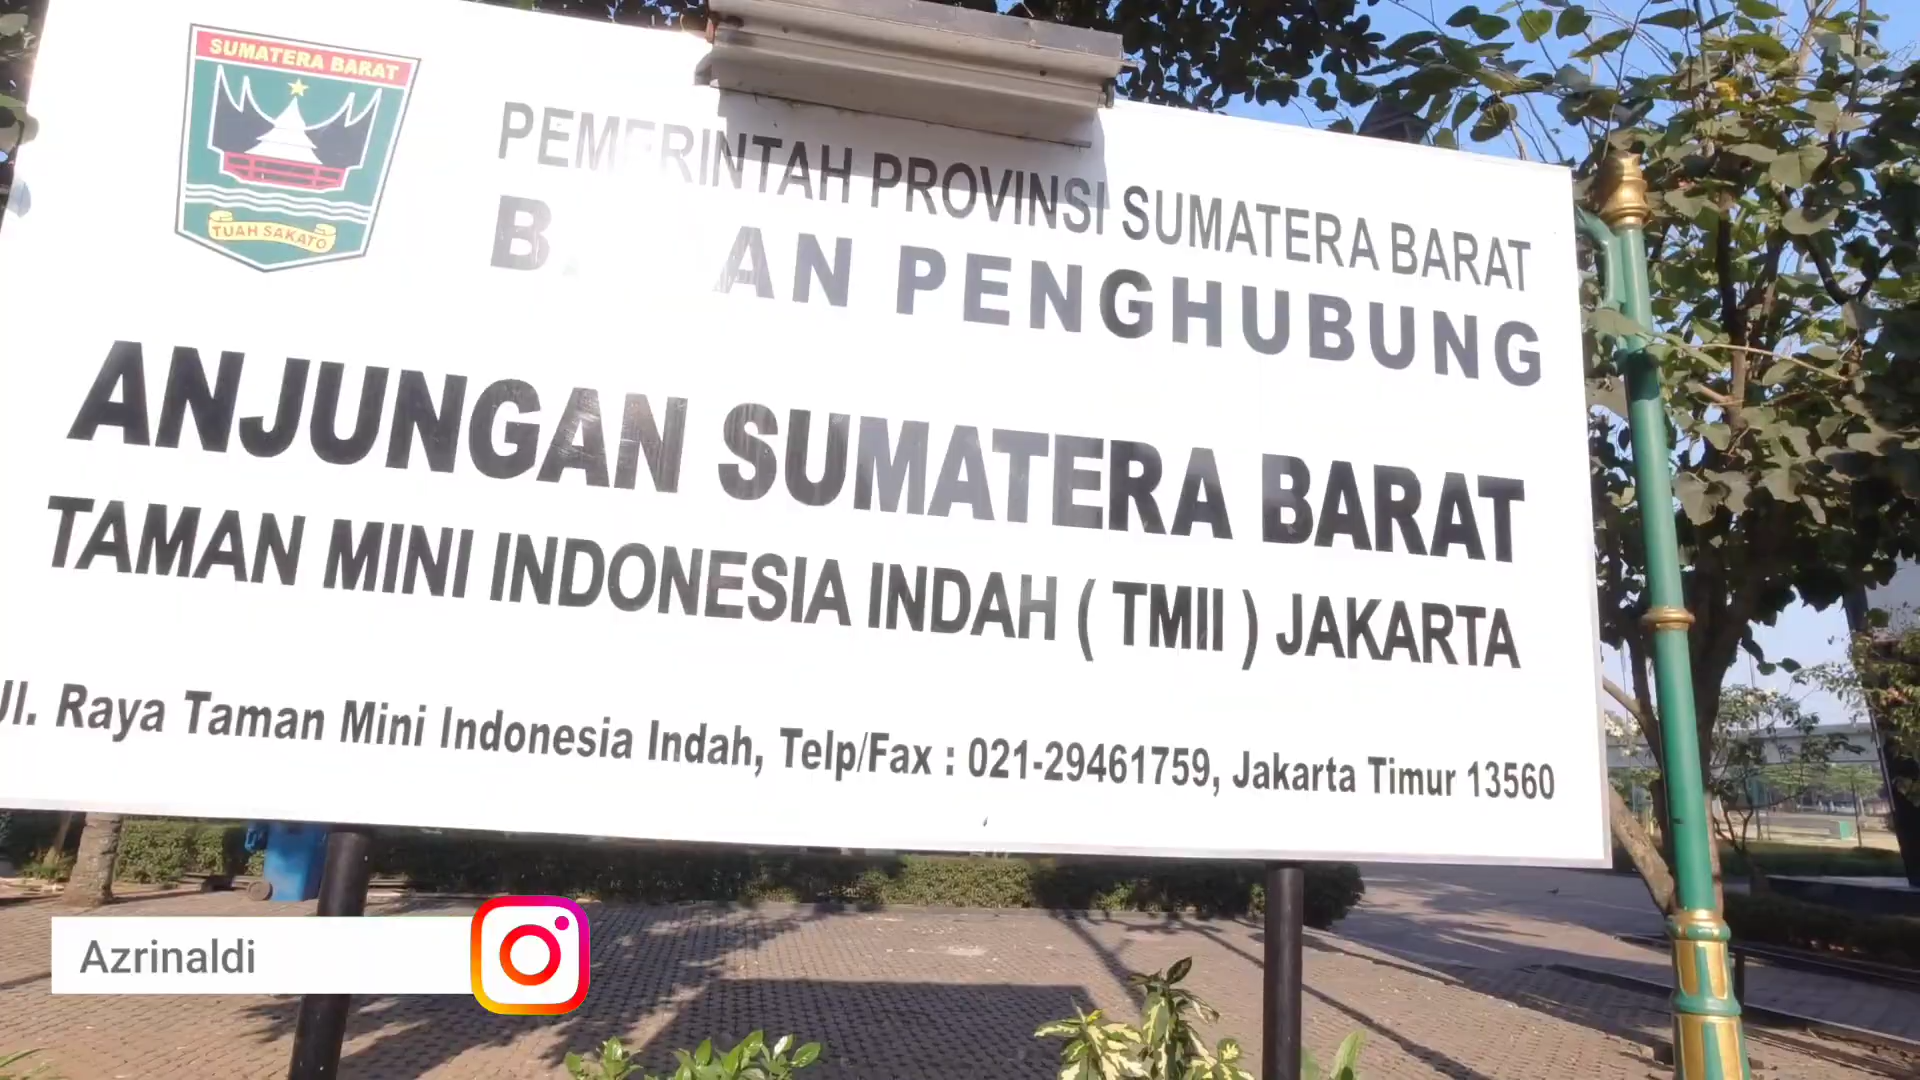 SUMATERA BARAT
TUAH SAKATO
PEMERINTAH PROVINSI SUMATERA BARAT
PENGHUBUNG
ANJUNGAN SUMATERA BARAT
TAMAN MINI INDONESIA INDAH ( TMII ) JAKARTA
Jl. Raya Taman Mini Indonesia Indah, Telp/Fax : 021-29461759, Jakarta Timur 13560
Azrinaldi